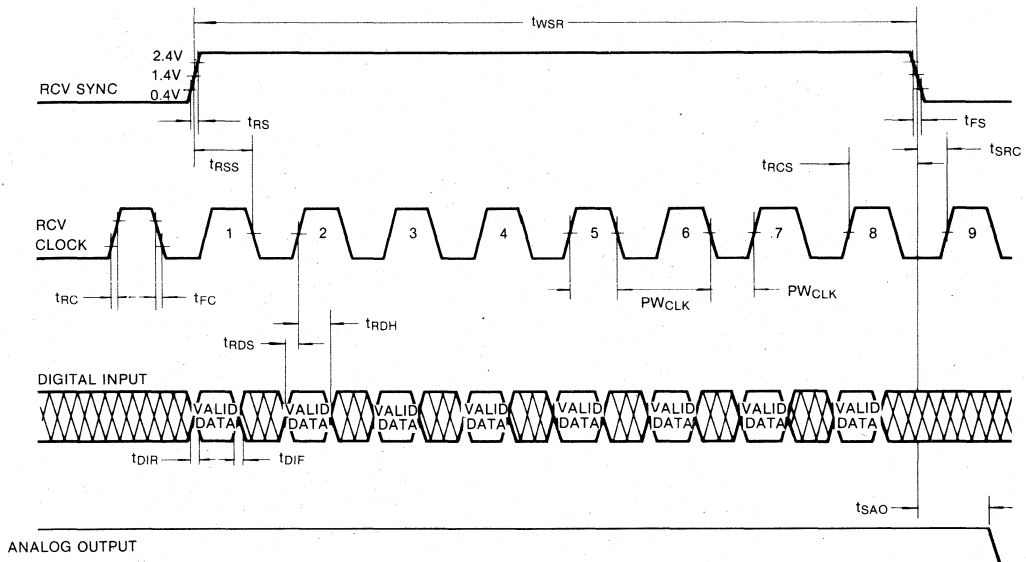 tWSR
2.4V
1.4V
RCV SYNC
0.4V
tRS
tFS
tRSS
tRCS
tSRC
RCV
CLOCK
1 2 3 4 5 6 .7 8 9
tRC
tFC
PWCLK
PWCLK
tRDH
tRDS
DIGITAL INPUT
VALID VALID VALID VALID VALID VALID VALID VALID
DATA DATA DATA DATA DATA DATA DATA DATA
tDIR
tDIF
tSAO
ANALOG OUTPUT